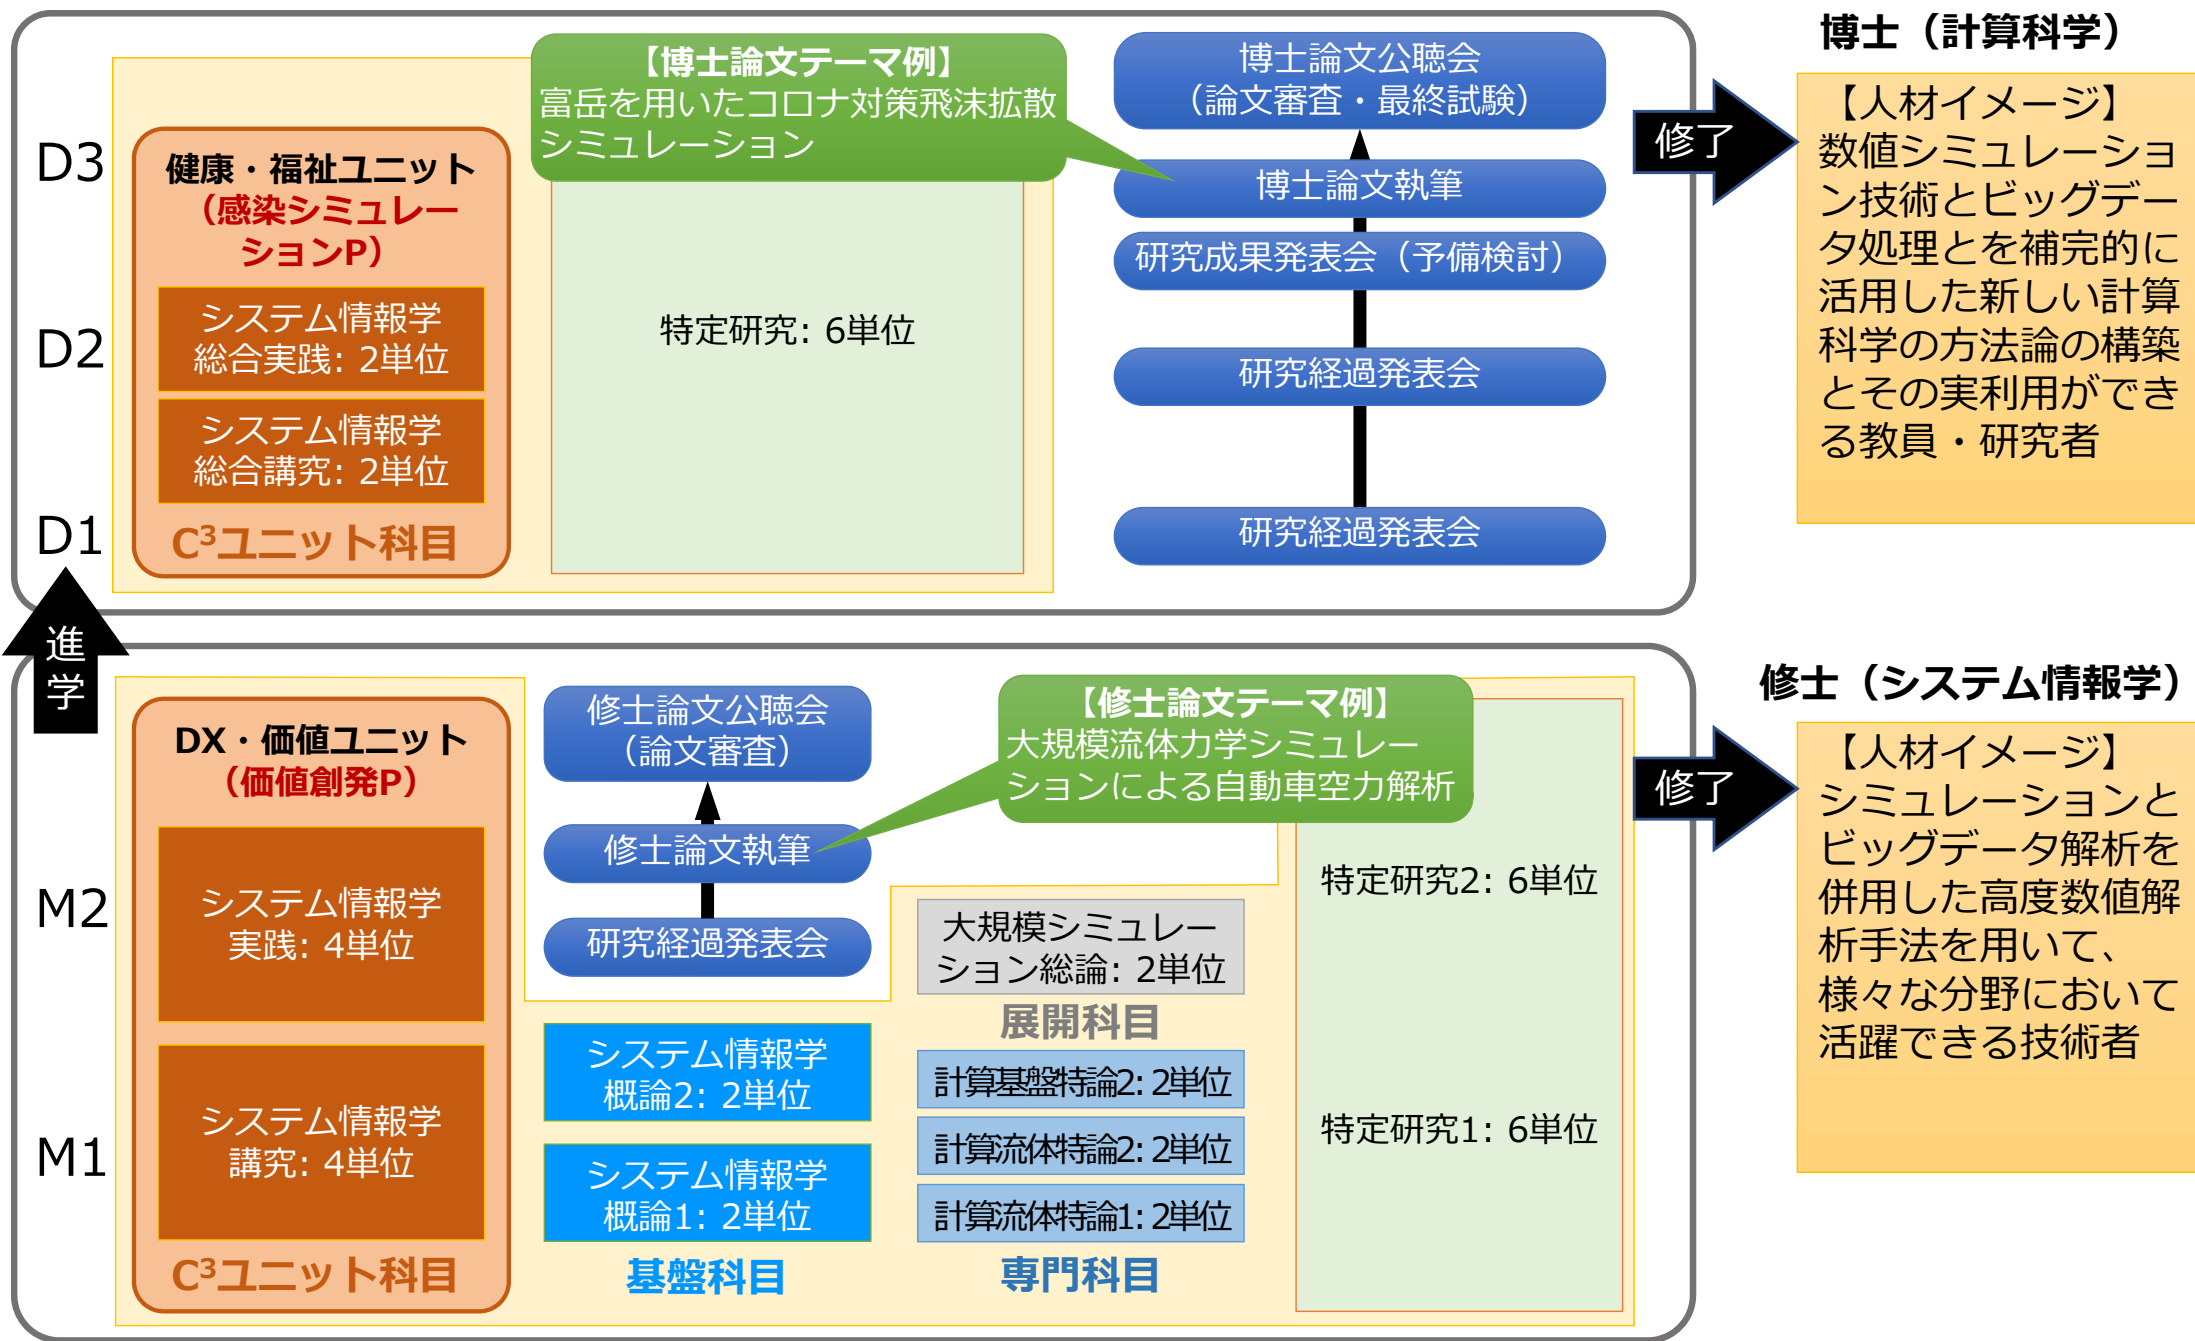 D3
D2
D1
健康・福祉ユニット
（感染シミュレー
ションP）
システム情報学
総合実践: 2単位
システム情報学
総合講究: 2単位
C³ユニット科目
【博士論文テーマ例】
富岳を用いたコロナ対策飛沫拡散
シミュレーション
特定研究: 6単位
博士論文公聴会
（論文審査・最終試験）
博士論文執筆
研究成果発表会（予備検討）
研究経過発表会
研究経過発表会
修了
博士（計算科学）
【人材イメージ】
数値シミュレーショ
ン技術とビッグデー
タ処理とを補完的に
活用した新しい計算
科学の方法論の構築
とその実利用ができ
る教員・研究者
進
学
M2
M1
DX・価値ユニット
（価値創発P）
システム情報学
実践: 4単位
システム情報学
講究: 4単位
C³ユニット科目
修士論文公聴会
（論文審査）
修士論文執筆
研究経過発表会
システム情報学
概論2: 2単位
システム情報学
概論1: 2単位
基盤科目
【修士論文テーマ例】
大規模流体力学シミュレー
ションによる自動車空力解析
大規模シミュレー
ション総論: 2単位
展開科目
計算基盤特論2: 2単位
計算流体特論2: 2単位
計算流体特論1: 2単位
専門科目
特定研究2: 6単位
特定研究1: 6単位
修了
修士（システム情報学）
【人材イメージ】
シミュレーションと
ビッグデータ解析を
併用した高度数値解
析手法を用いて、
様々な分野において
活躍できる技術者